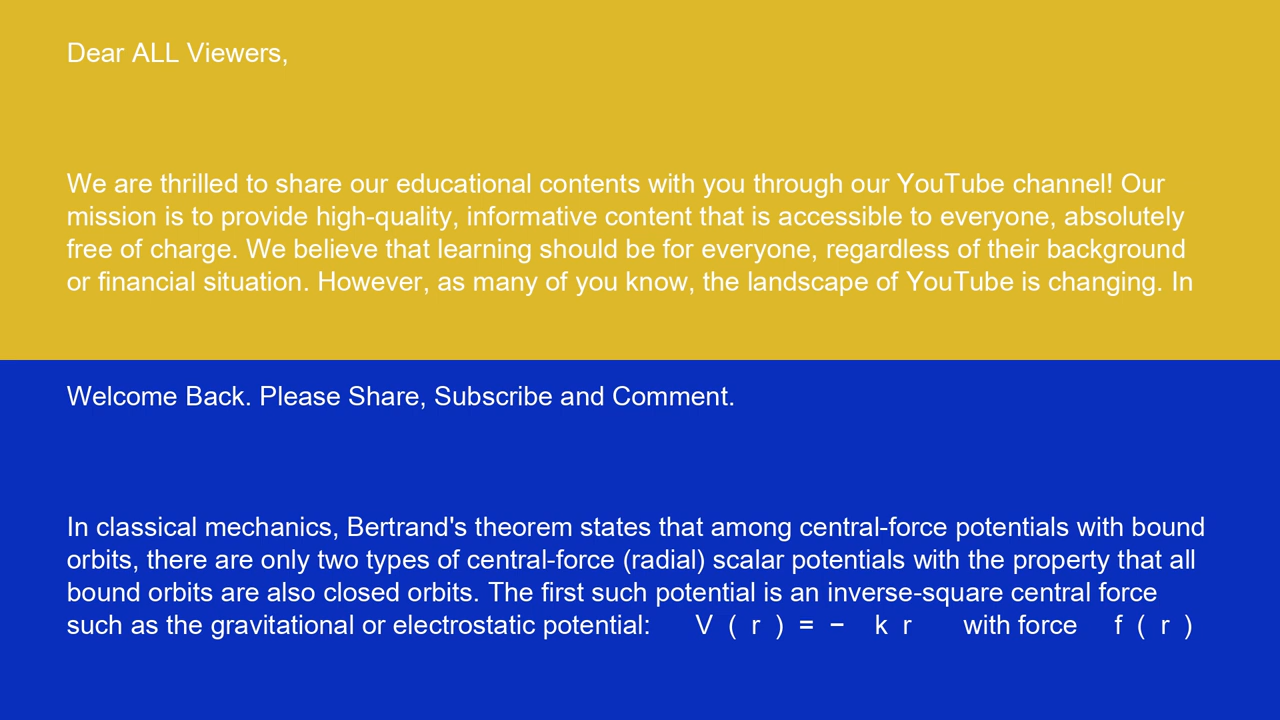 Dear ALL Viewers,
We are thrilled to share our educational contents with you through our YouTube channel! Our
mission is to provide high-quality, informative content that is accessible to everyone, absolutely
free of charge. We believe that learning should be for everyone, regardless of their background
or financial situation. However, as many of you know, the landscape of YouTube is changing. In
Welcome Back. Please Share, Subscribe and Comment.
In classical mechanics, Bertrand's theorem states that among central-force potentials with bound
orbits, there are only two types of central-force (radial) scalar potentials with the property that all
bound orbits are also closed orbits. The first such potential is an inverse-square central force
such as the gravitational or electrostatic potential: V ( r ) = − k r with force f ( r )